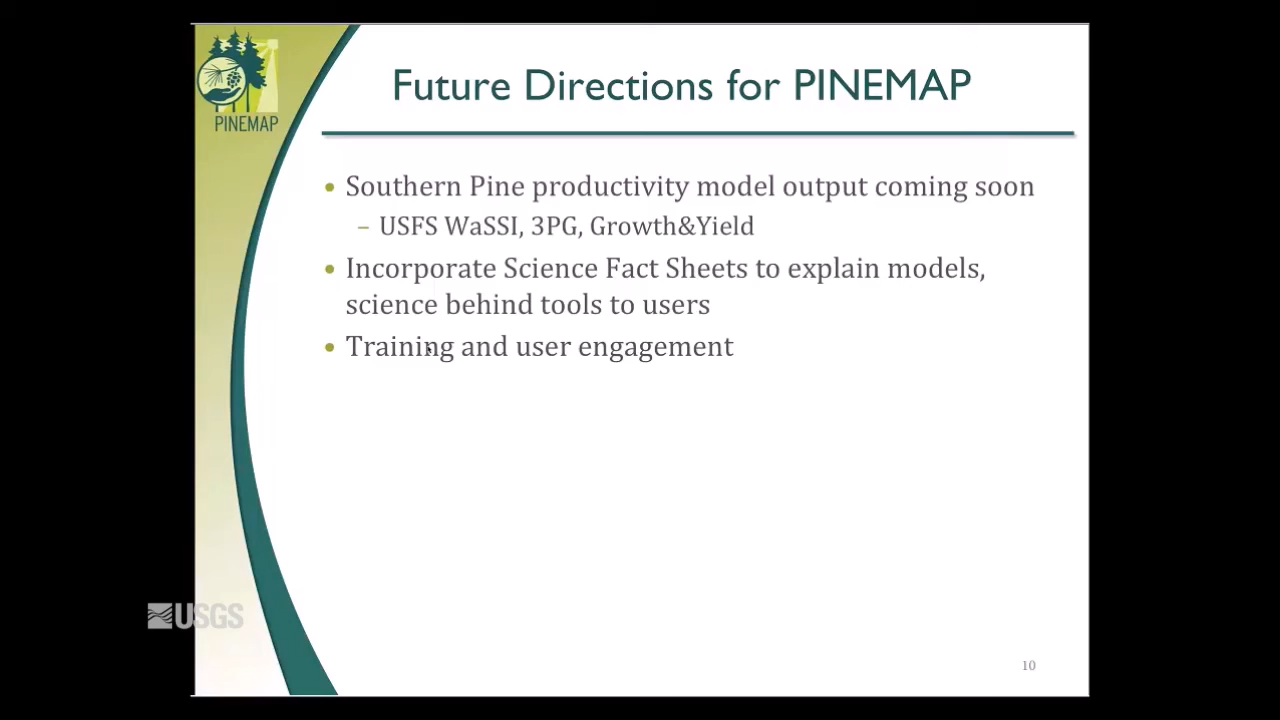 PINEMAP
Future Directions for PINEMAP
• Southern Pine productivity model output coming soon
– USFS WaSSI, 3PG, Growth&Yield
• Incorporate Science Fact Sheets to explain models,
science behind tools to users
• Training and user engagement
USGS
10